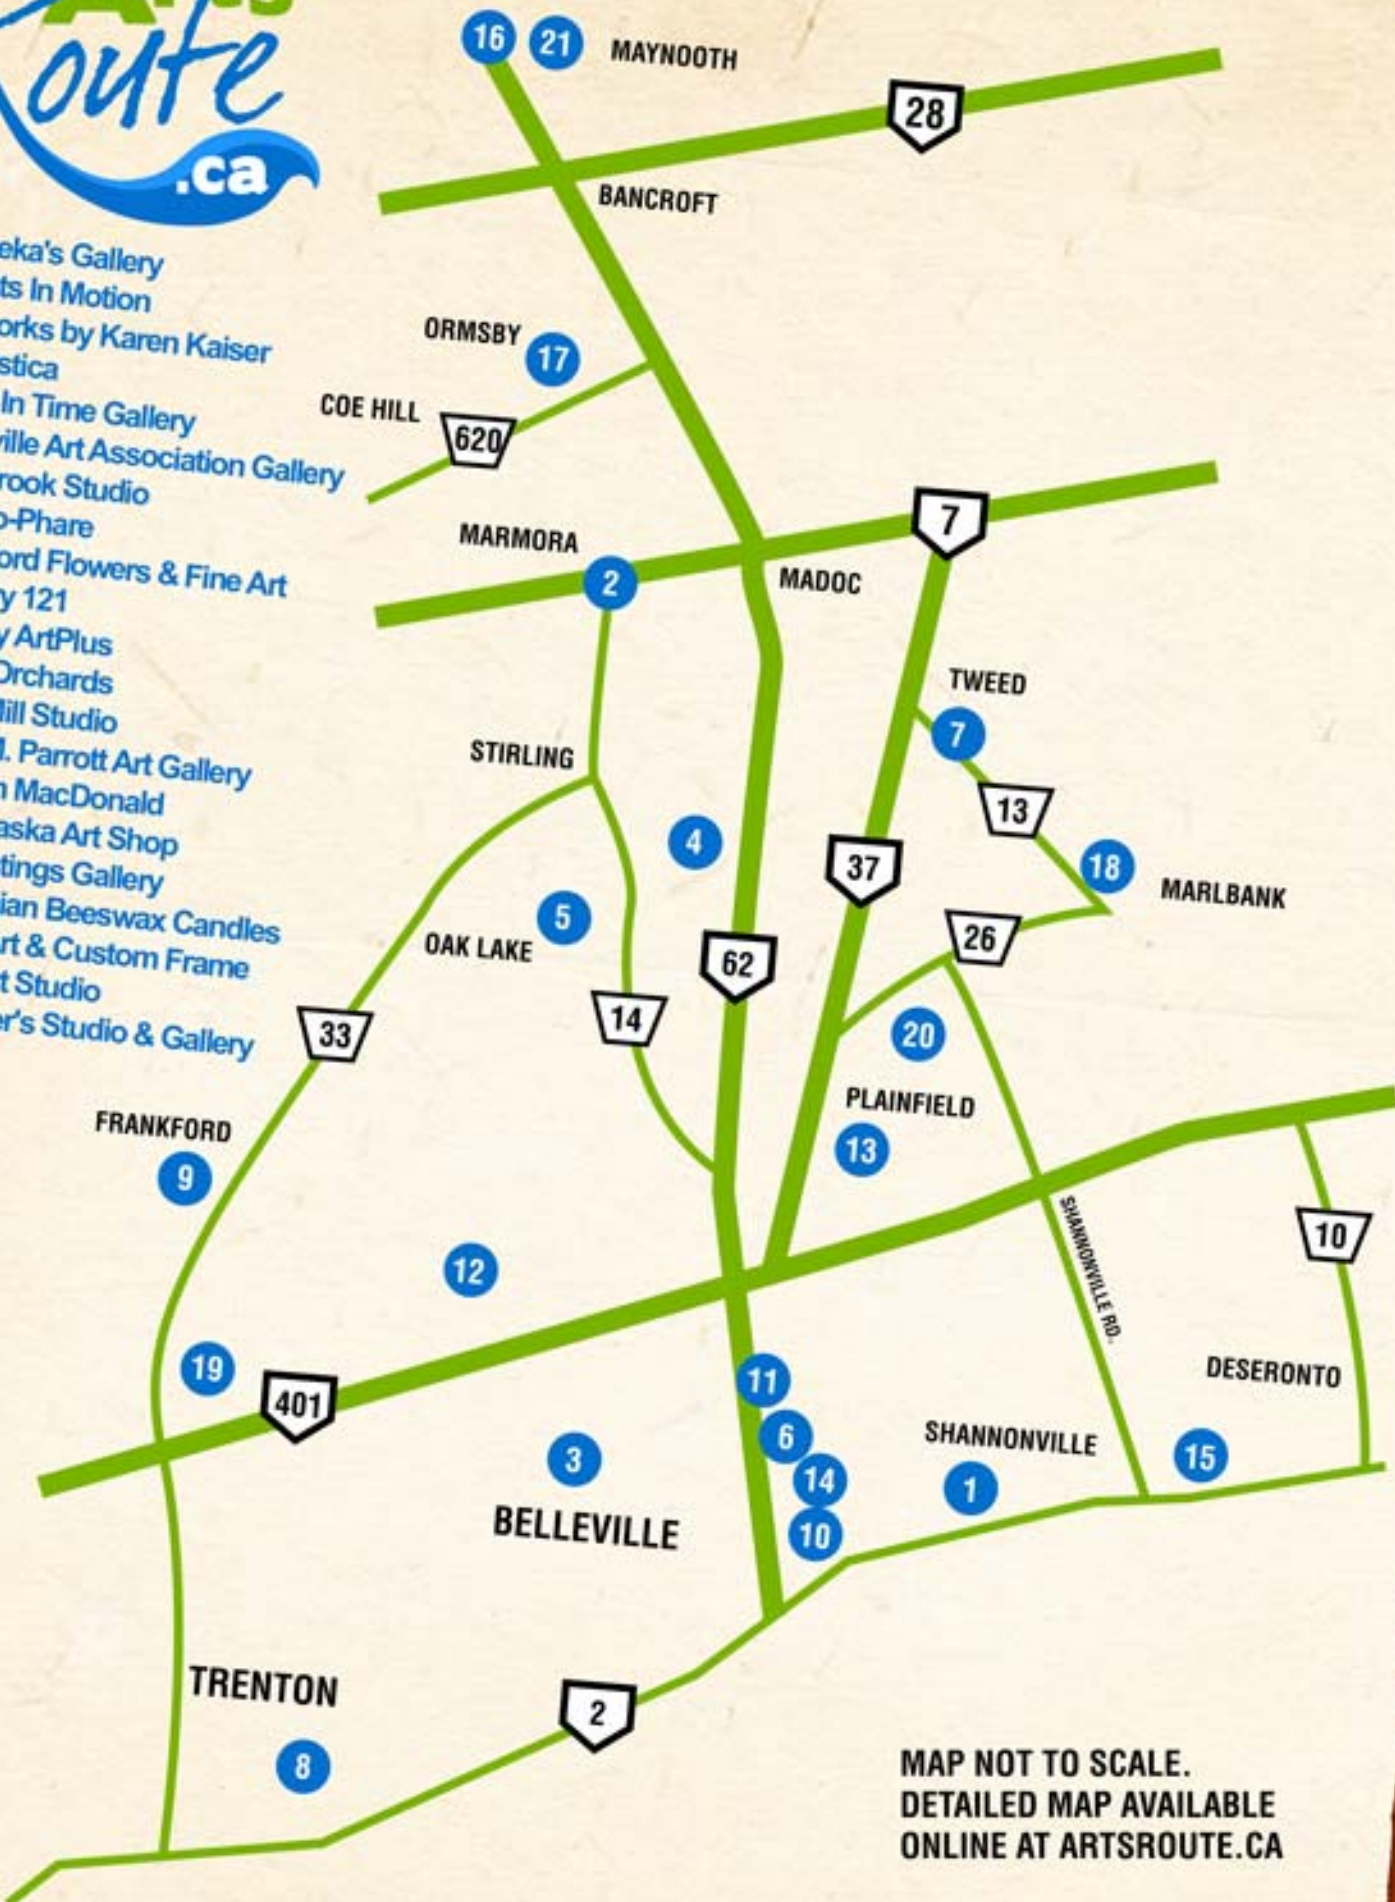 Arts
Route
.ca
eka's Gallery
ts In Motion
orks by Karen Kaiser
stica
In Time Gallery
ville Art Association Gallery
rook Studio
o-Phare
ord Flowers & Fine Art
y 121
y ArtPlus
Orchards
Mill Studio
M. Parrott Art Gallery
n MacDonald
aska Art Shop
tings Gallery
ian Beeswax Candles
rt & Custom Frame
t Studio
er's Studio & Gallery
16 21 MAYNOOTH
28
BANCROFT
ORMSBY
17
COE HILL
620
MARMORA
7
2
MADOC
TWEED
7
STIRLING
13
4
37
18
MARLBANK
5
OAK LAKE
26
62
14
33
20
PLAINFIELD
FRANKFORD
13
9
SHANNONVILLE RD.
10
12
19
401
11
DESERONTO
6
SHANNONVILLE
3
15
14
1
BELLEVILLE
10
TRENTON
2
8
MAP NOT TO SCALE.
DETAILED MAP AVAILABLE
ONLINE AT ARTSROUTE.CA